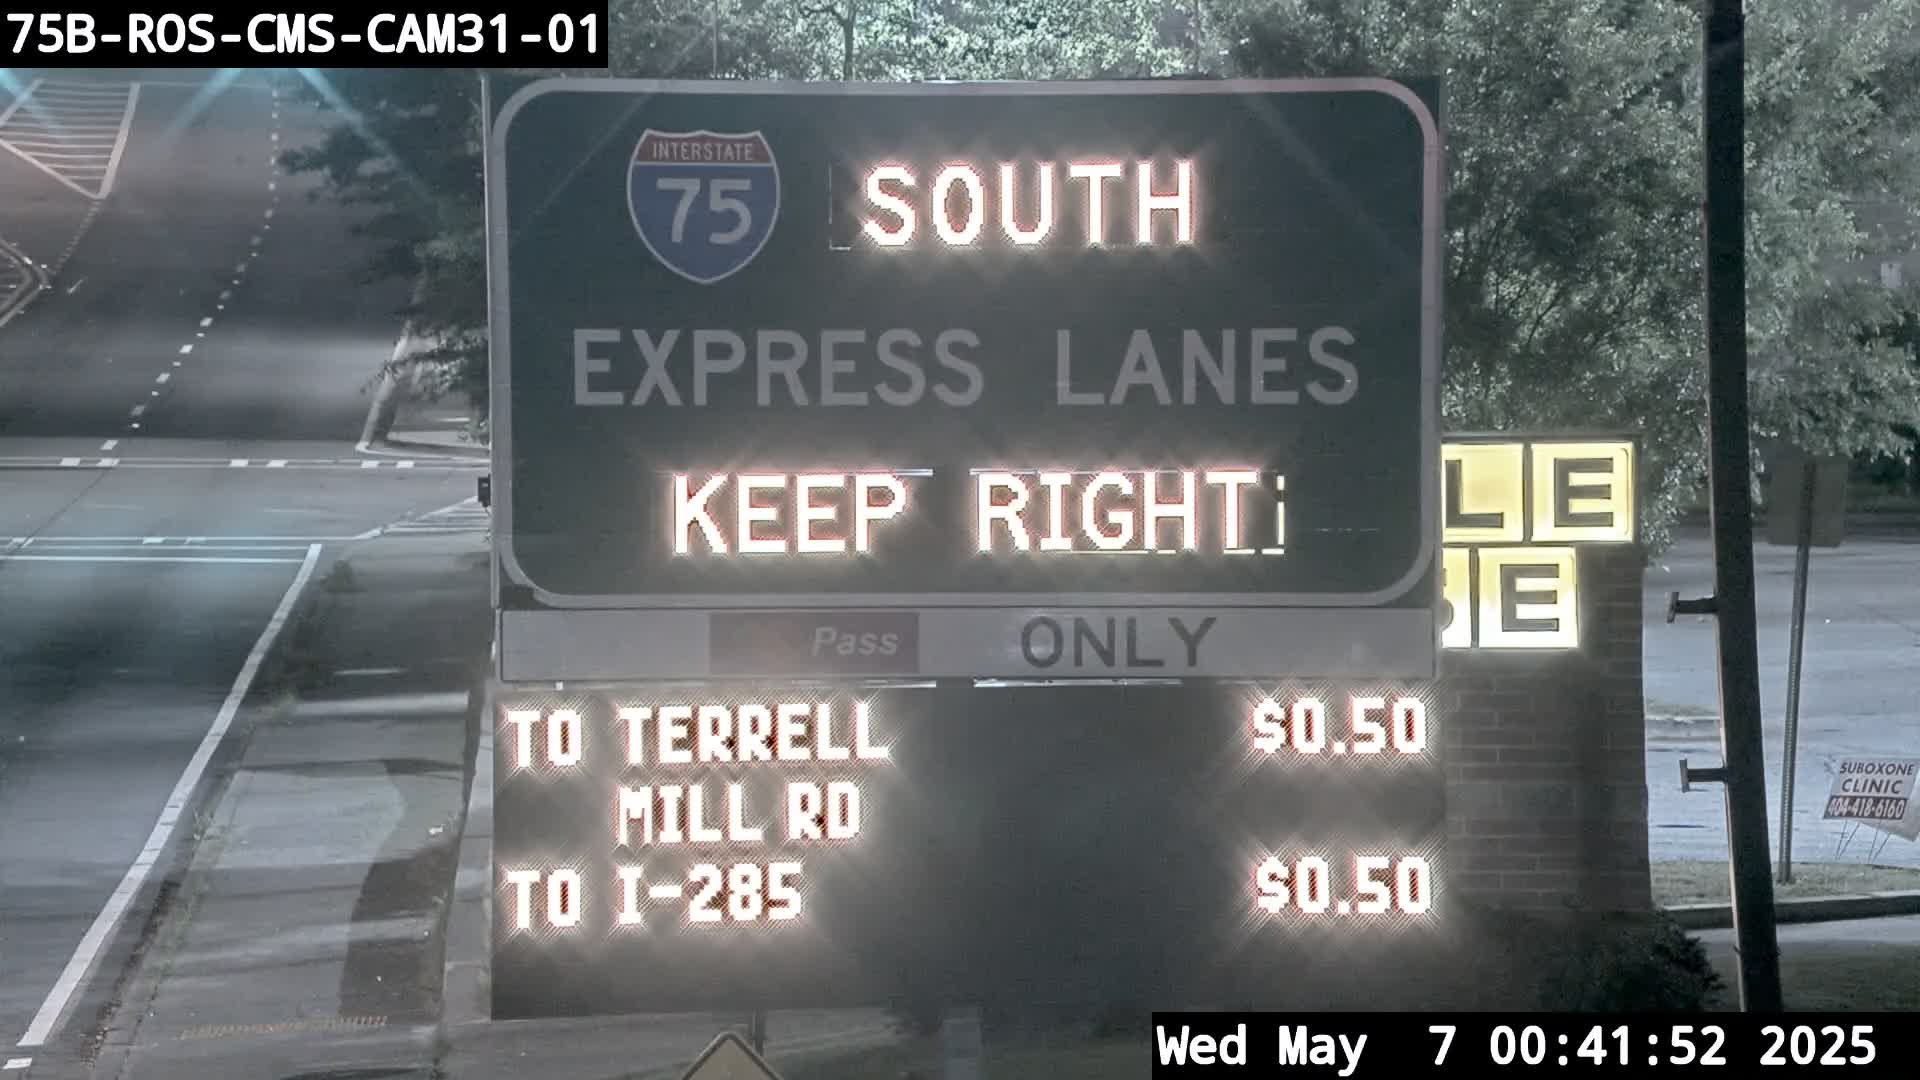 75B-ROS-CMS-CAM31-01
INTERSTATE
75
SOUTH
EXPRESS LANES
KEEP RIGHT
Pass ONLY
TO TERRELL $0.50
MILL RD
TO I-285 $0.50
LE
E
SUBOXONE
CLINIC
404-418-6160
Wed May 7 00:41:52 2025